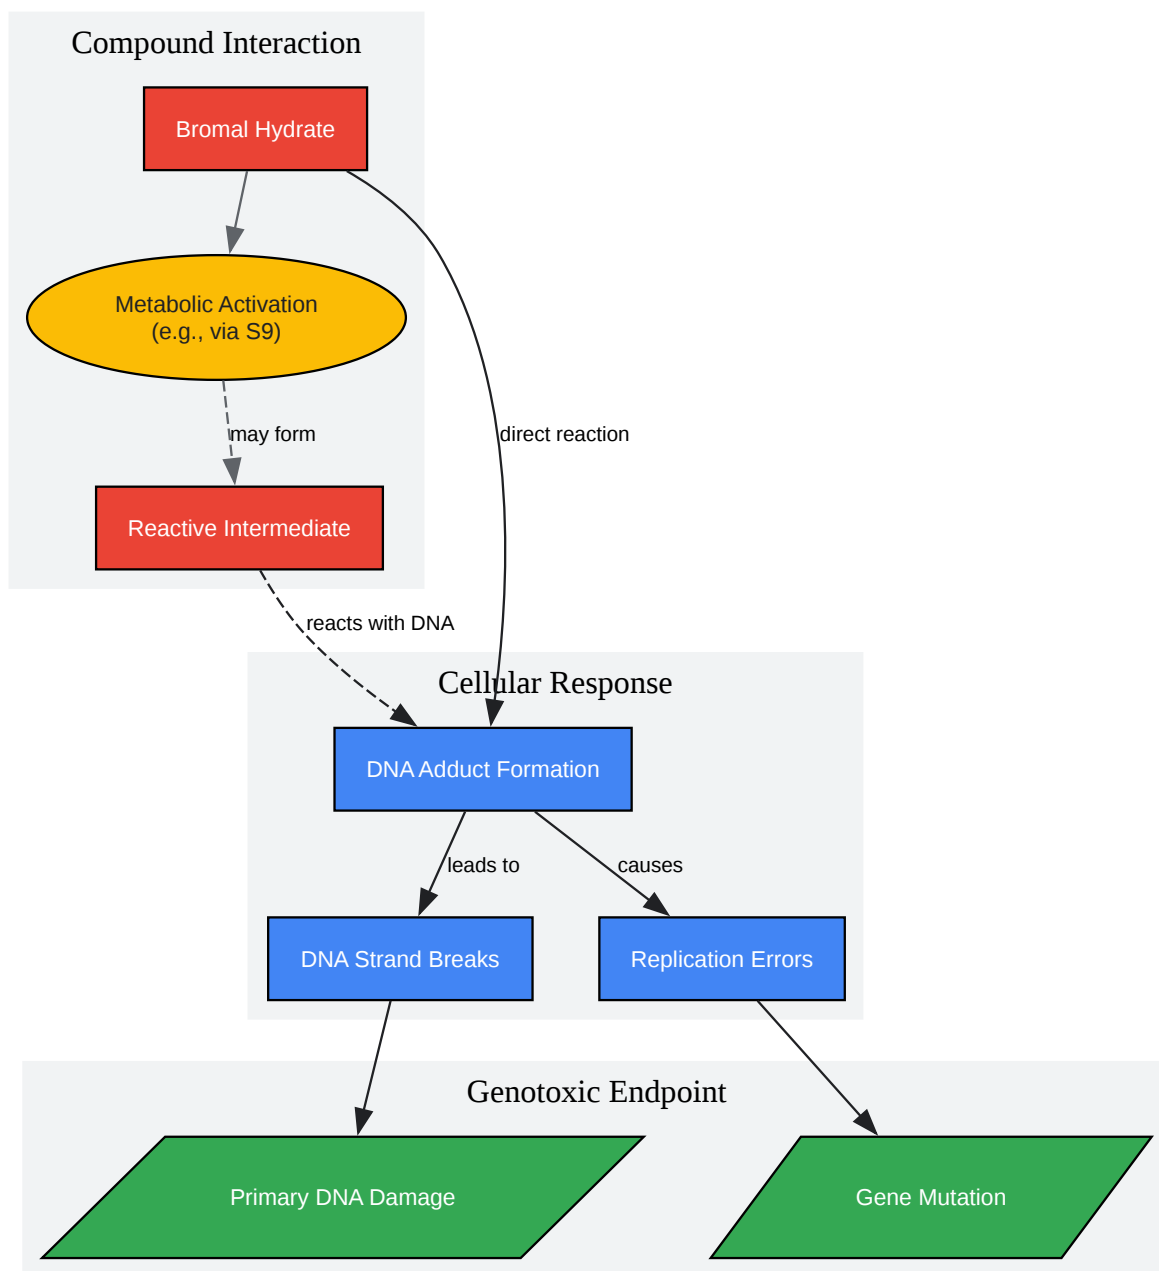 Compound Interaction
Bromal Hydrate
Metabolic Activation
(e.g., via S9)
may form
direct reaction
Reactive Intermediate
reacts with DNA
Cellular Response
DNA Adduct Formation
leads to
causes
DNA Strand Breaks
Replication Errors
Genotoxic Endpoint
Primary DNA Damage
Gene Mutation